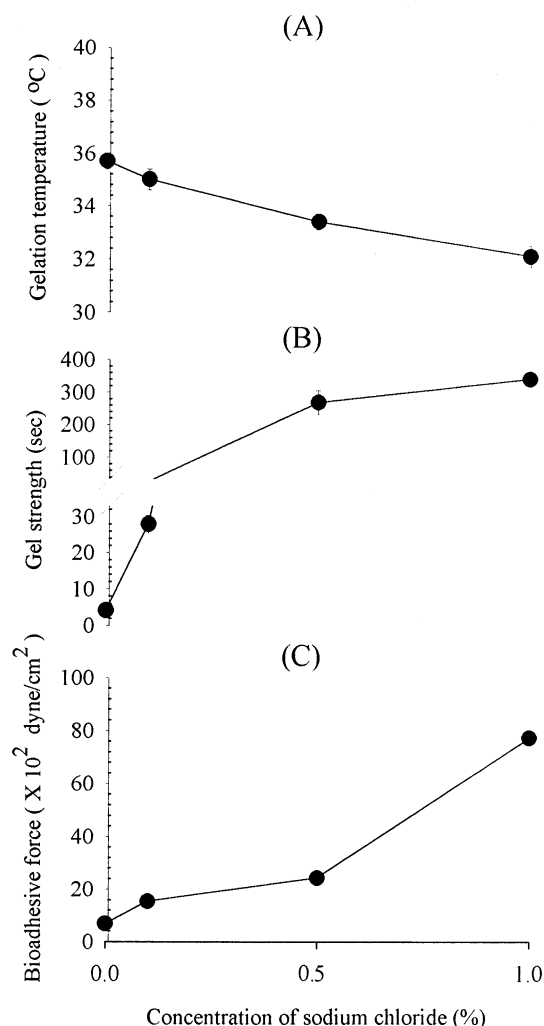 (A)
40
38
36
34
32
30
Gelation temperature ( °C)
(B)
400
300
200
100
30
20
10
0
Gel strength (sec)
(C)
100
80
60
40
20
0
Bioadhesive force ( X 10² dyne/cm²)
0.0 0.5 1.0
Concentration of sodium chloride (%)